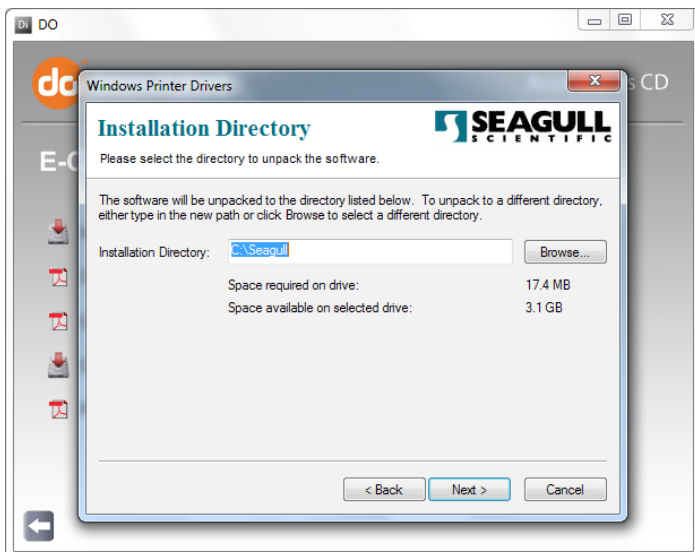 Di DO
do
s CD
E-C
Windows Printer Drivers
Installation Directory
SEAGULL
SCIENTIFIC
Please select the directory to unpack the software.
The software will be unpacked to the directory listed below. To unpack to a different directory,
either type in the new path or click Browse to select a different directory.
Installation Directory: C:\Seagull Browse...
Space required on drive: 17.4 MB
Space available on selected drive: 3.1 GB
< Back Next > Cancel